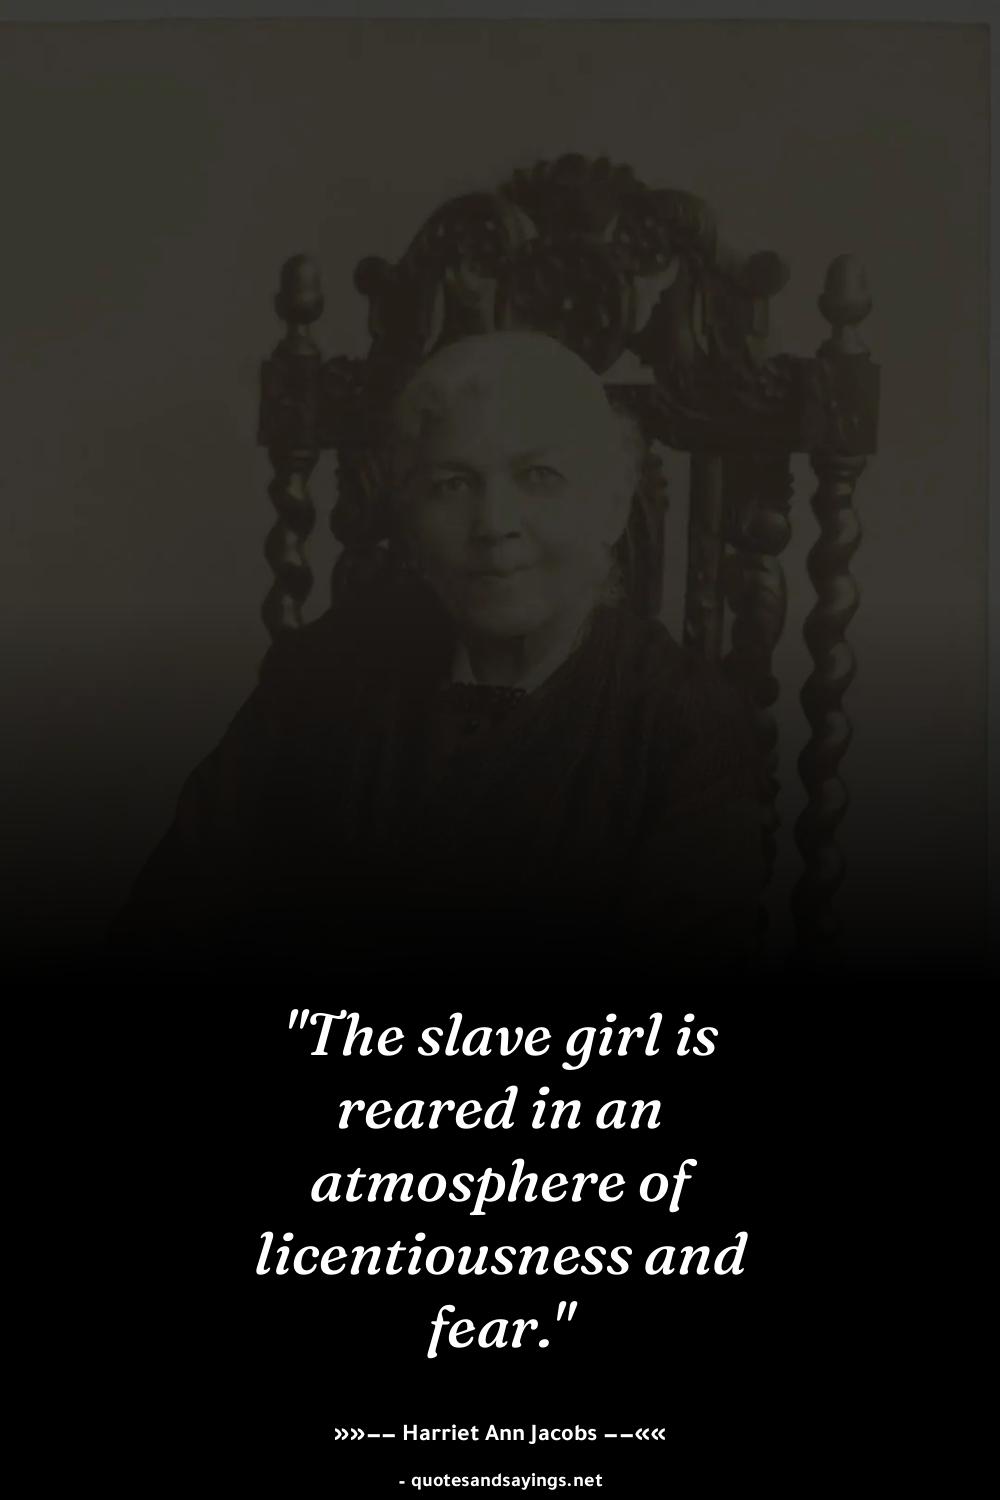 "The slave girl is
reared in an
atmosphere of
licentiousness and
fear."
»»—— Harriet Ann Jacobs ——««
- quotesandsayings.net